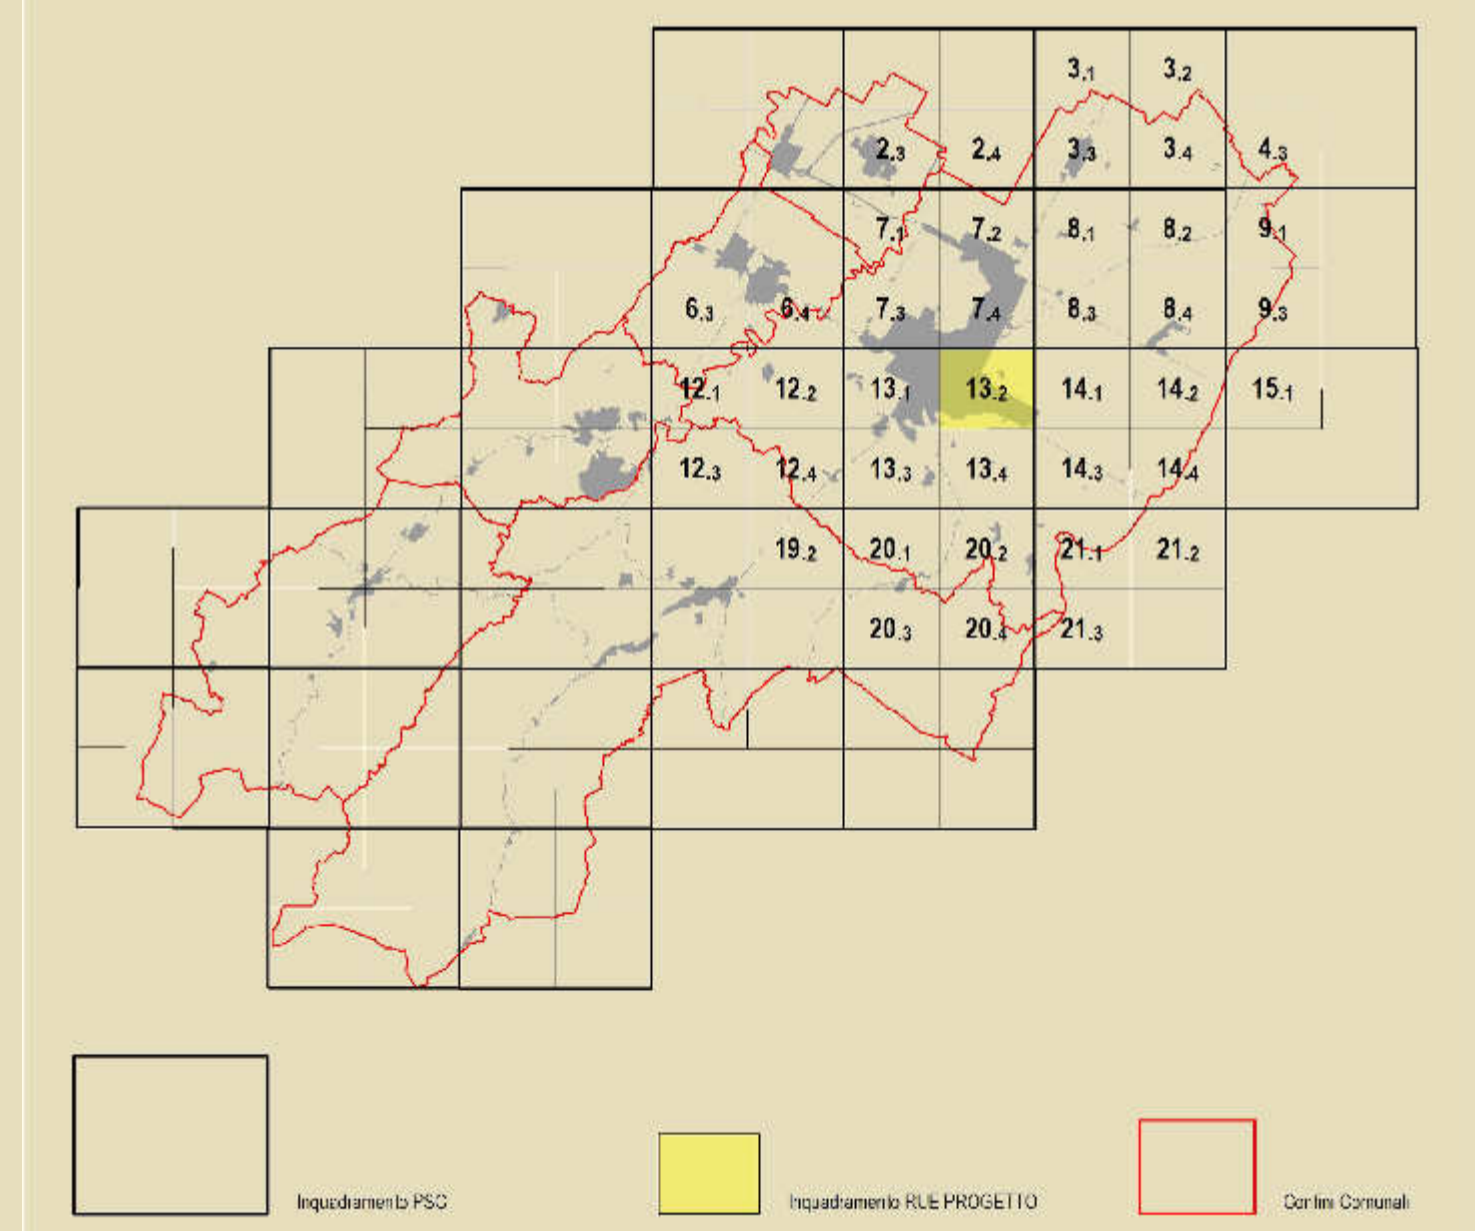 3.1 3.2
2.3 2.4 3.3 3.4 4.3
7.1 7.2 8.1 8.2 9.1
6.3 6.4 7.3 7.4 8.3 8.4 9.3
12.1 12.2 13.1 13.2 14.1 14.2 15.1
12.3 12.4 13.3 13.4 14.3 14.4
19.2 20.1 20.2 21.1 21.2
20.3 20.4 21.3
Inquadramento PSC
Inquadramento RUE PROGETTO
Confini Comunali